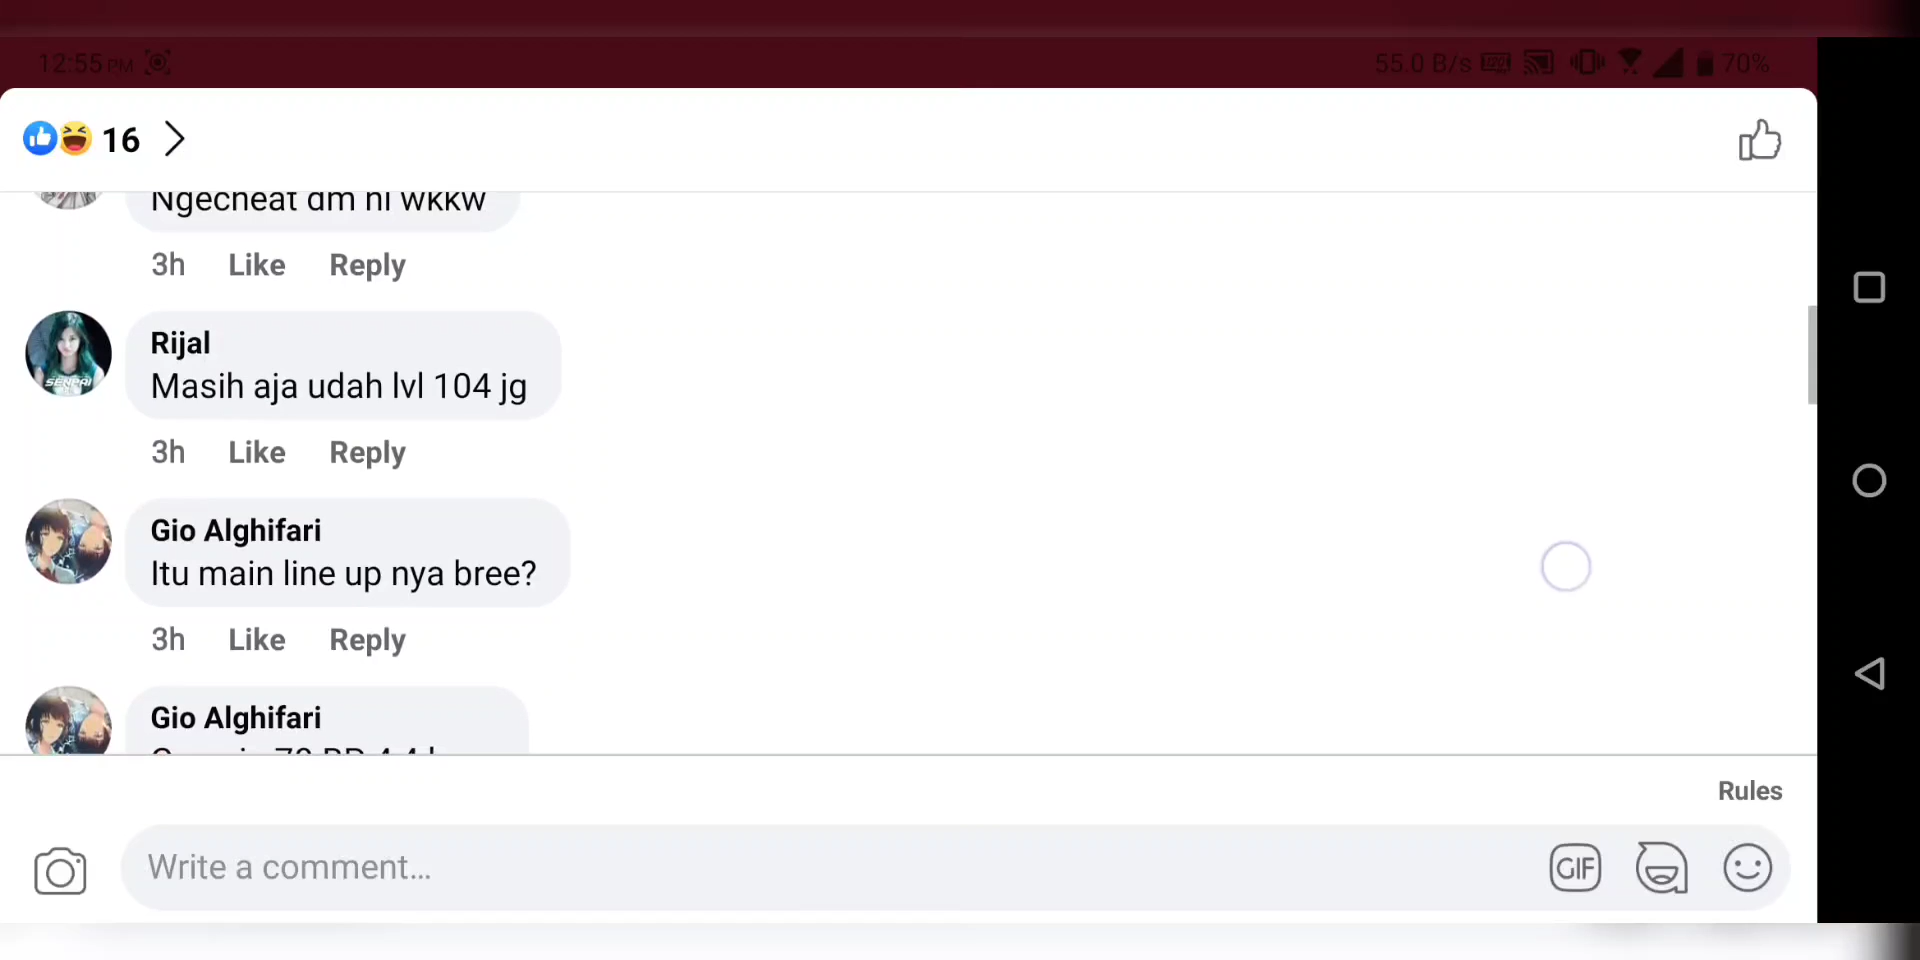 12:55 PM
55.0 B/s
70%
16
Ngecheat dm ni wkkw
3h Like Reply
Rijal
Masih aja udah lvl 104 jg
3h Like Reply
Gio Alghifari
Itu main line up nya bree?
3h Like Reply
Gio Alghifari
Rules
Write a comment...
GIF
SENPAI